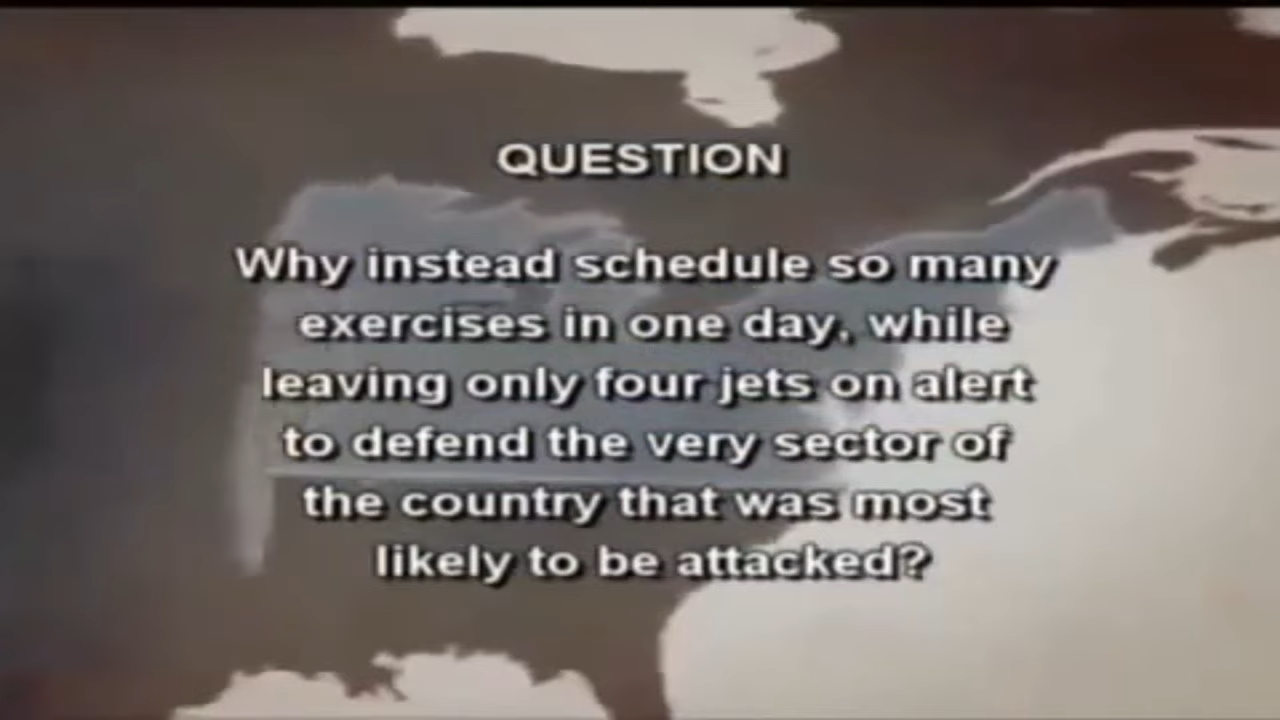 QUESTION
Why instead schedule so many
exercises in one day, while
leaving only four jets on alert
to defend the very sector of
the country that was most
likely to be attacked?